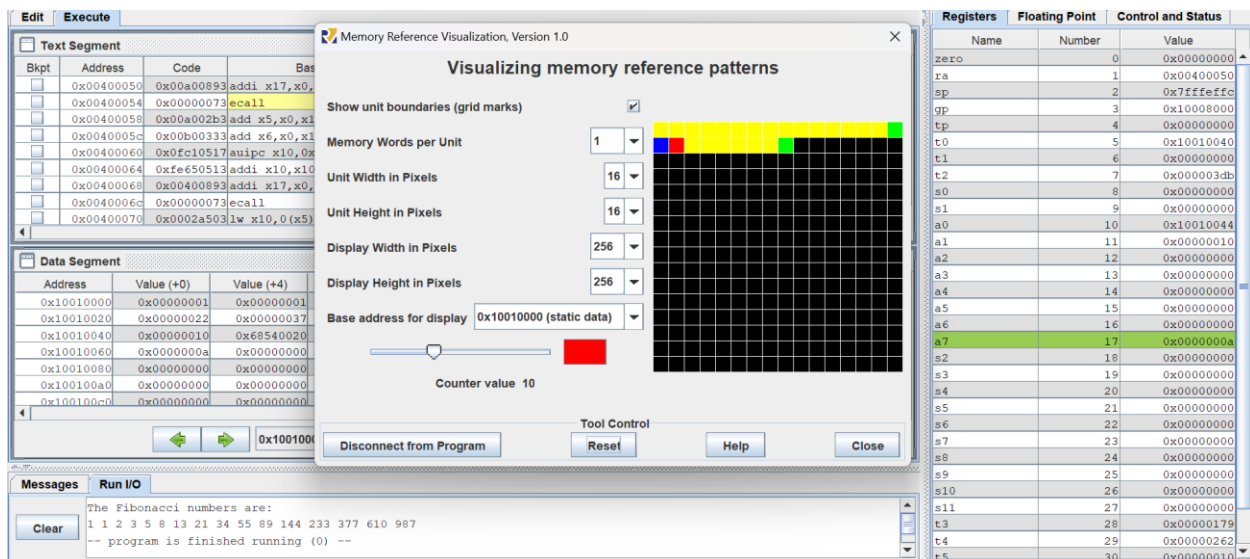 Edit Execute
Text Segment
Bkpt Address Code Bas
0x00400050 0x00a00893 addi x17,x0,
0x00400054 0x00000073 ecall
0x00400058 0x00a002b3 add x5,x0,x1
0x0040005c 0x00b00333 add x6,x0,x1
0x00400060 0x0fc10517 auipc x10,0x
0x00400064 0xfe650513 addi x10,x10
0x00400068 0x00400893 addi x17,x0,
0x0040006c 0x00000073 ecall
0x00400070 0x0002a503 lw x10,0(x5)
Data Segment
Address Value (+0) Value (+4)
0x10010000 0x00000001 0x00000001
0x10010020 0x00000022 0x00000037
0x10010040 0x00000010 0x68540020
0x10010060 0x0000000a 0x00000000
0x10010080 0x00000000 0x00000000
0x100100a0 0x00000000 0x00000000
0x100100c0 0x00000000 0x00000000
0x1001000
Messages Run I/O
Clear
The Fibonacci numbers are:
1 1 2 3 5 8 13 21 34 55 89 144 233 377 610 987
-- program is finished running (0) --
Memory Reference Visualization, Version 1.0
Visualizing memory reference patterns
Show unit boundaries (grid marks)
Memory Words per Unit 1
Unit Width in Pixels 16
Unit Height in Pixels 16
Display Width in Pixels 256
Display Height in Pixels 256
Base address for display 0x10010000 (static data)
Counter value 10
Tool Control
Disconnect from Program Reset Help Close
Registers Floating Point Control and Status
Name Number Value
zero 0 0x00000000
ra 1 0x00400050
sp 2 0x7fffeffc
gp 3 0x10008000
tp 4 0x00000000
t0 5 0x10010040
t1 6 0x00000000
t2 7 0x000003db
s0 8 0x00000000
s1 9 0x00000000
a0 10 0x10010044
a1 11 0x00000010
a2 12 0x00000000
a3 13 0x00000000
a4 14 0x00000000
a5 15 0x00000000
a6 16 0x00000000
a7 17 0x0000000a
s2 18 0x00000000
s3 19 0x00000000
s4 20 0x00000000
s5 21 0x00000000
s6 22 0x00000000
s7 23 0x00000000
s8 24 0x00000000
s9 25 0x00000000
s10 26 0x00000000
s11 27 0x00000000
t3 28 0x00000179
t4 29 0x00000262
t5 30 0x00000010